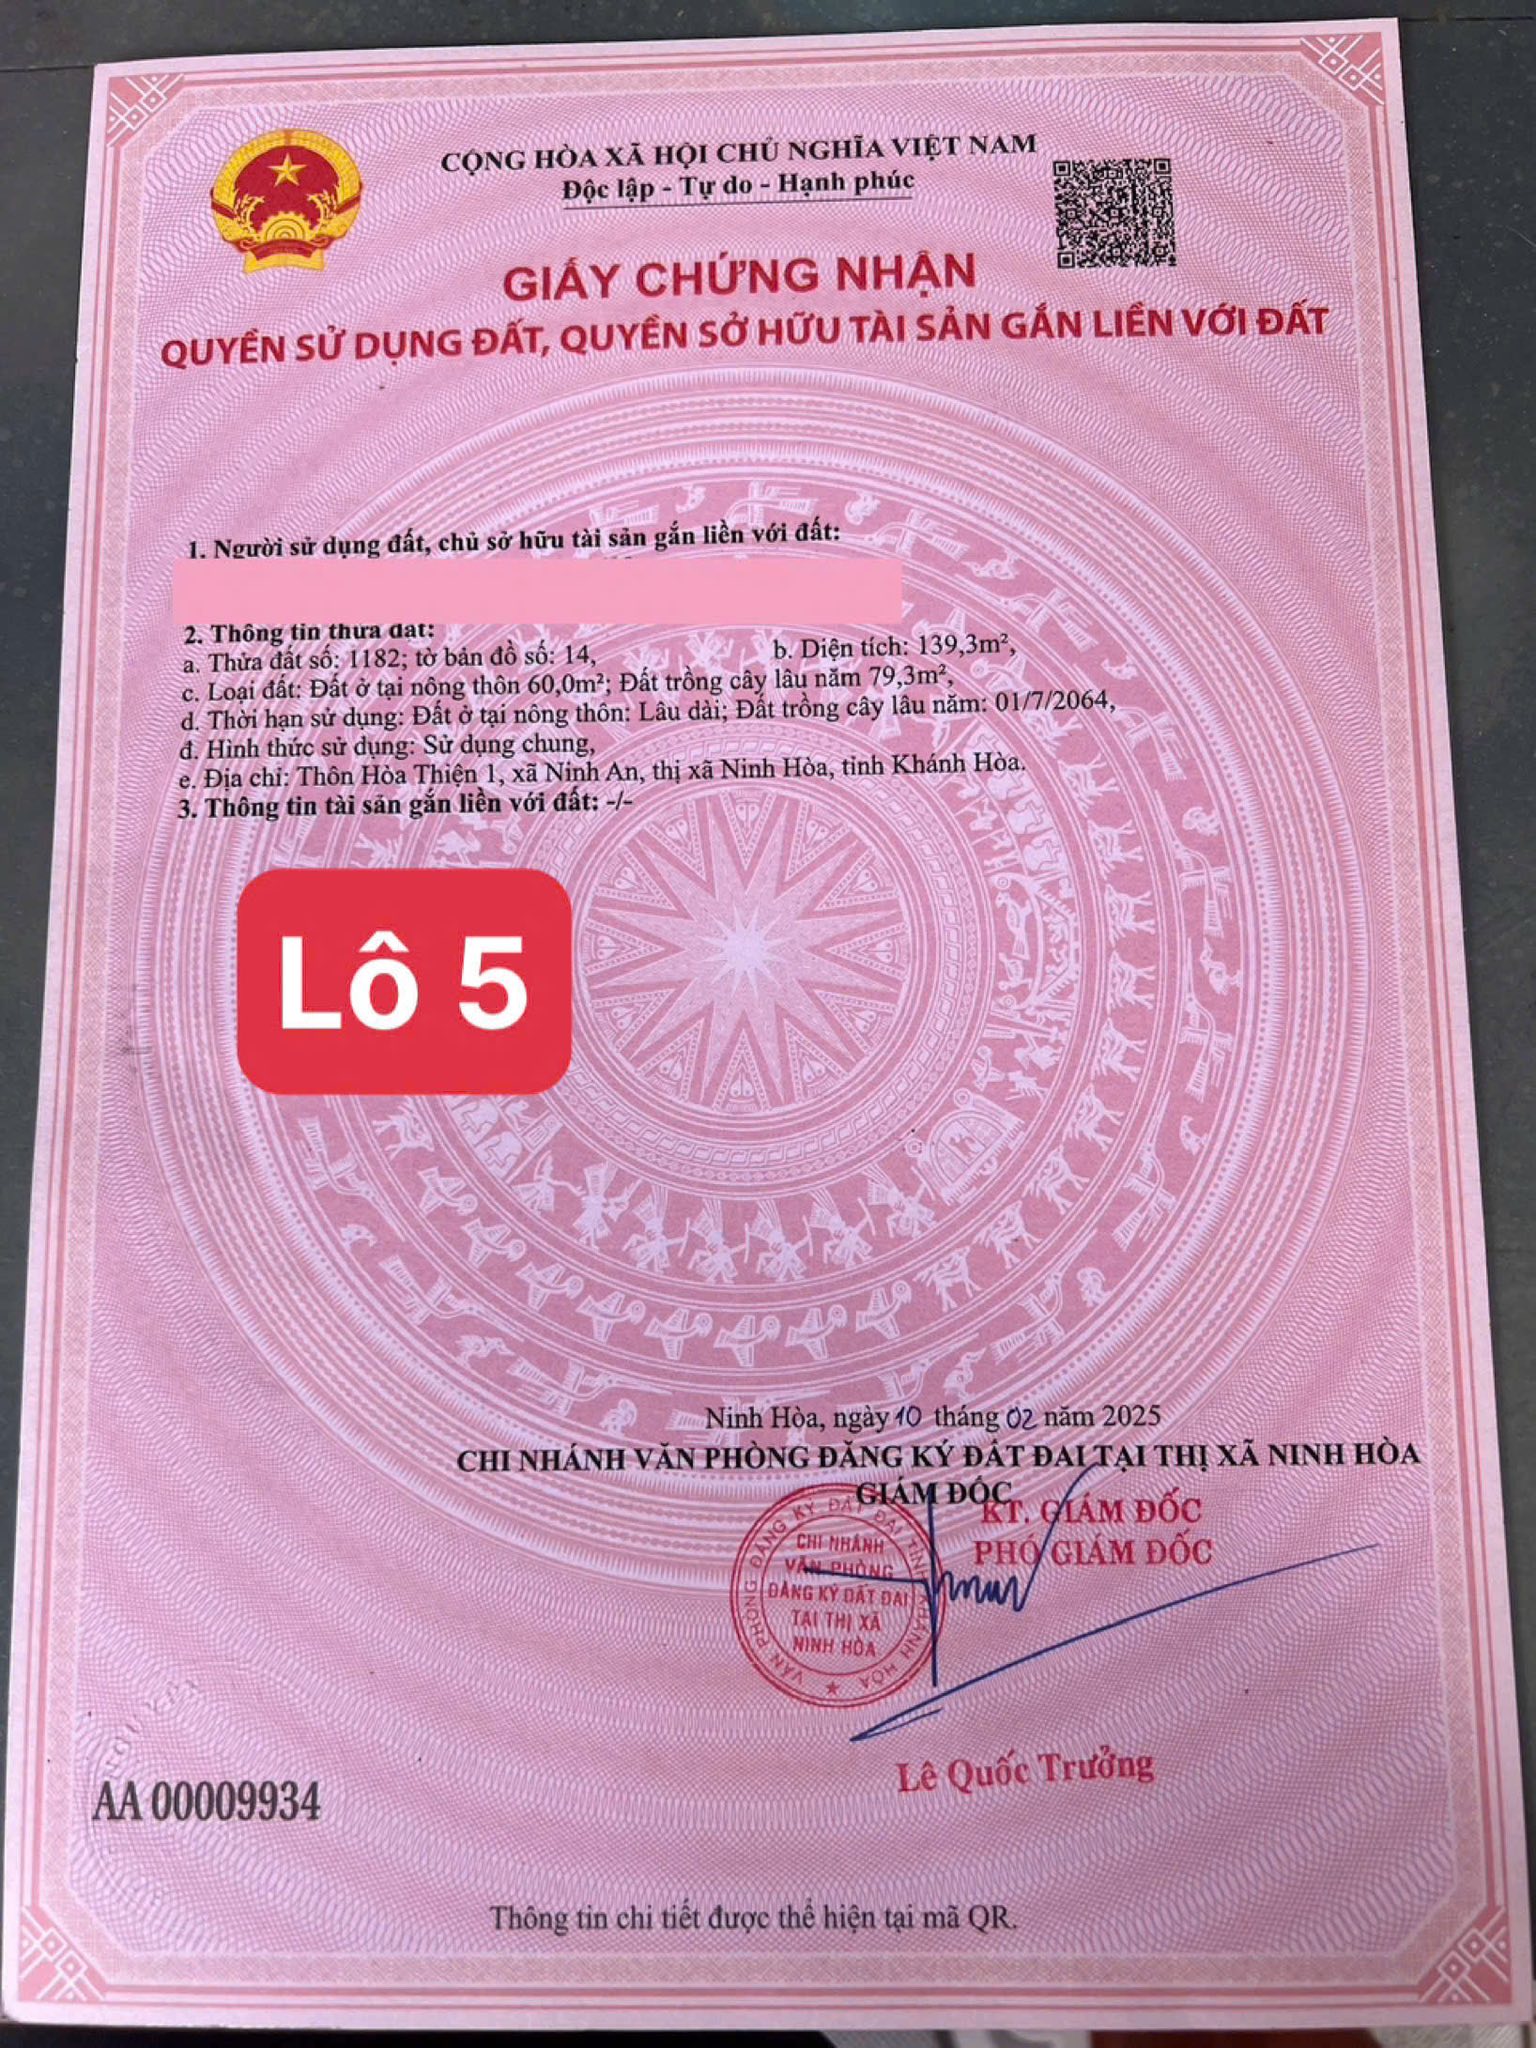 CỘNG HÒA XÃ HỘI CHỦ NGHĨA VIỆT NAM
Độc lập - Tự do - Hạnh phúc
GIẤY CHỨNG NHẬN
QUYỀN SỬ DỤNG ĐẤT, QUYỀN SỞ HỮU TÀI SẢN GẮN LIỀN VỚI ĐẤT
1. Người sử dụng đất, chủ sở hữu tài sản gắn liền với đất:
2. Thông tin thửa đất:
a. Thửa đất số: 1182; tờ bản đồ số: 14, b. Diện tích: 139,3m²,
c. Loại đất: Đất ở tại nông thôn 60,0m²; Đất trồng cây lâu năm 79,3m²,
d. Thời hạn sử dụng: Đất ở tại nông thôn: Lâu dài; Đất trồng cây lâu năm: 01/7/2064,
đ. Hình thức sử dụng: Sử dụng chung,
e. Địa chỉ: Thôn Hòa Thiện 1, xã Ninh An, thị xã Ninh Hòa, tỉnh Khánh Hòa.
3. Thông tin tài sản gắn liền với đất: -/-
Lô 5
Ninh Hòa, ngày 10 tháng 02 năm 2025
CHI NHÁNH VĂN PHÒNG ĐĂNG KÝ ĐẤT ĐAI TẠI THỊ XÃ NINH HÒA
GIÁM ĐỐC
KT. GIÁM ĐỐC
PHÓ GIÁM ĐỐC
VĂN PHÒNG ĐĂNG KÝ ĐẤT ĐAI TỈNH KHÁNH HÒA
CHI NHÁNH
VĂN PHÒNG
ĐĂNG KÝ ĐẤT ĐAI
TẠI THỊ XÃ
NINH HÒA
Lê Quốc Trưởng
AA 00009934
Thông tin chi tiết được thể hiện tại mã QR.